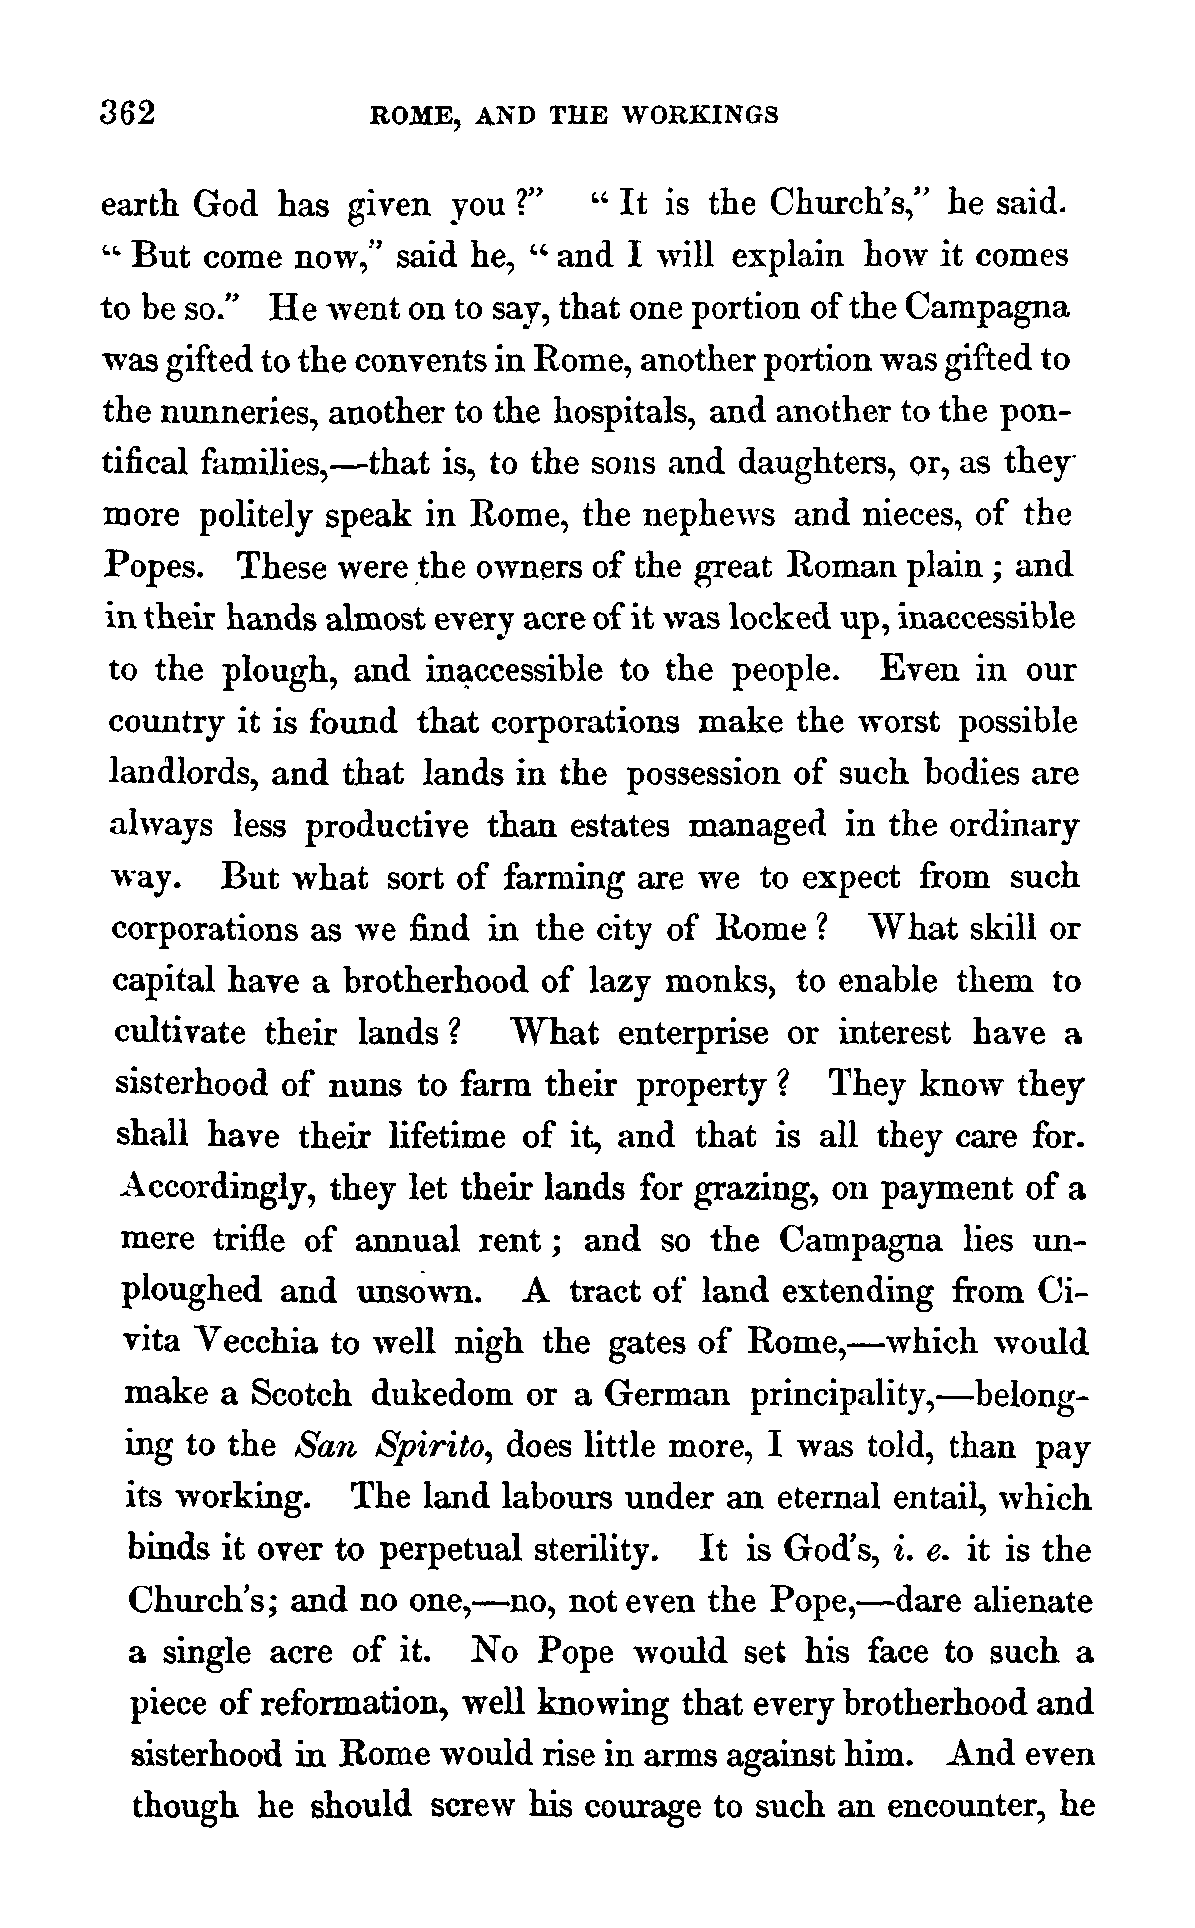 362 ROME, AND THE WORKINGS
earth God has given you ?" " It is the Church's," he said.
" But come now," said he, " and I will explain how it comes
to be so." He went on to say, that one portion of the Campagna
was gifted to the convents in Rome, another portion was gifted to
the nunneries, another to the hospitals, and another to the pon-
tifical families,—that is, to the sons and daughters, or, as they
more politely speak in Rome, the nephews and nieces, of the
Popes. These were the owners of the great Roman plain ; and
in their hands almost every acre of it was locked up, inaccessible
to the plough, and inaccessible to the people. Even in our
country it is found that corporations make the worst possible
landlords, and that lands in the possession of such bodies are
always less productive than estates managed in the ordinary
way. But what sort of farming are we to expect from such
corporations as we find in the city of Rome ? What skill or
capital have a brotherhood of lazy monks, to enable them to
cultivate their lands ? What enterprise or interest have a
sisterhood of nuns to farm their property ? They know they
shall have their lifetime of it, and that is all they care for.
Accordingly, they let their lands for grazing, on payment of a
mere trifle of annual rent ; and so the Campagna lies un-
ploughed and unsown. A tract of land extending from Ci-
vita Vecchia to well nigh the gates of Rome,—which would
make a Scotch dukedom or a German principality,—belong-
ing to the San Spirito, does little more, I was told, than pay
its working. The land labours under an eternal entail, which
binds it over to perpetual sterility. It is God's, i. e. it is the
Church's; and no one,—no, not even the Pope,—dare alienate
a single acre of it. No Pope would set his face to such a
piece of reformation, well knowing that every brotherhood and
sisterhood in Rome would rise in arms against him. And even
though he should screw his courage to such an encounter, he